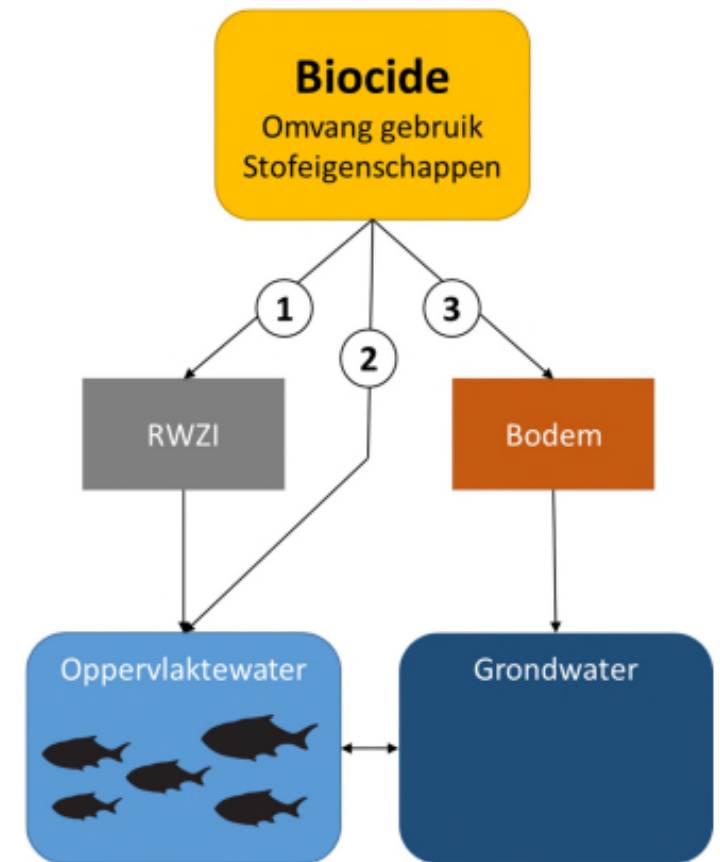 Biocide
Omvang gebruik
Stofeigenschappen
1
3
2
RWZI
Bodem
Oppervlaktewater
Grondwater